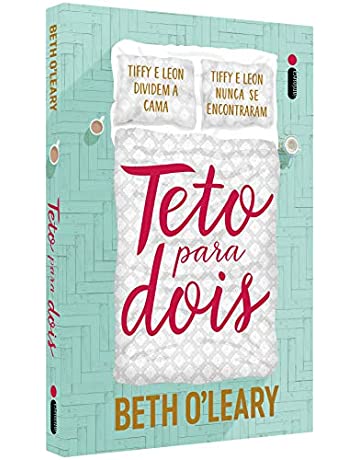 BETH O'LEARY
Teto para dois
TIFFY E LEON
DIVIDEM A
CAMA
TIFFY E LEON
NUNCA SE
ENCONTRARAM
Teto
para
dois
BETH O'LEARY